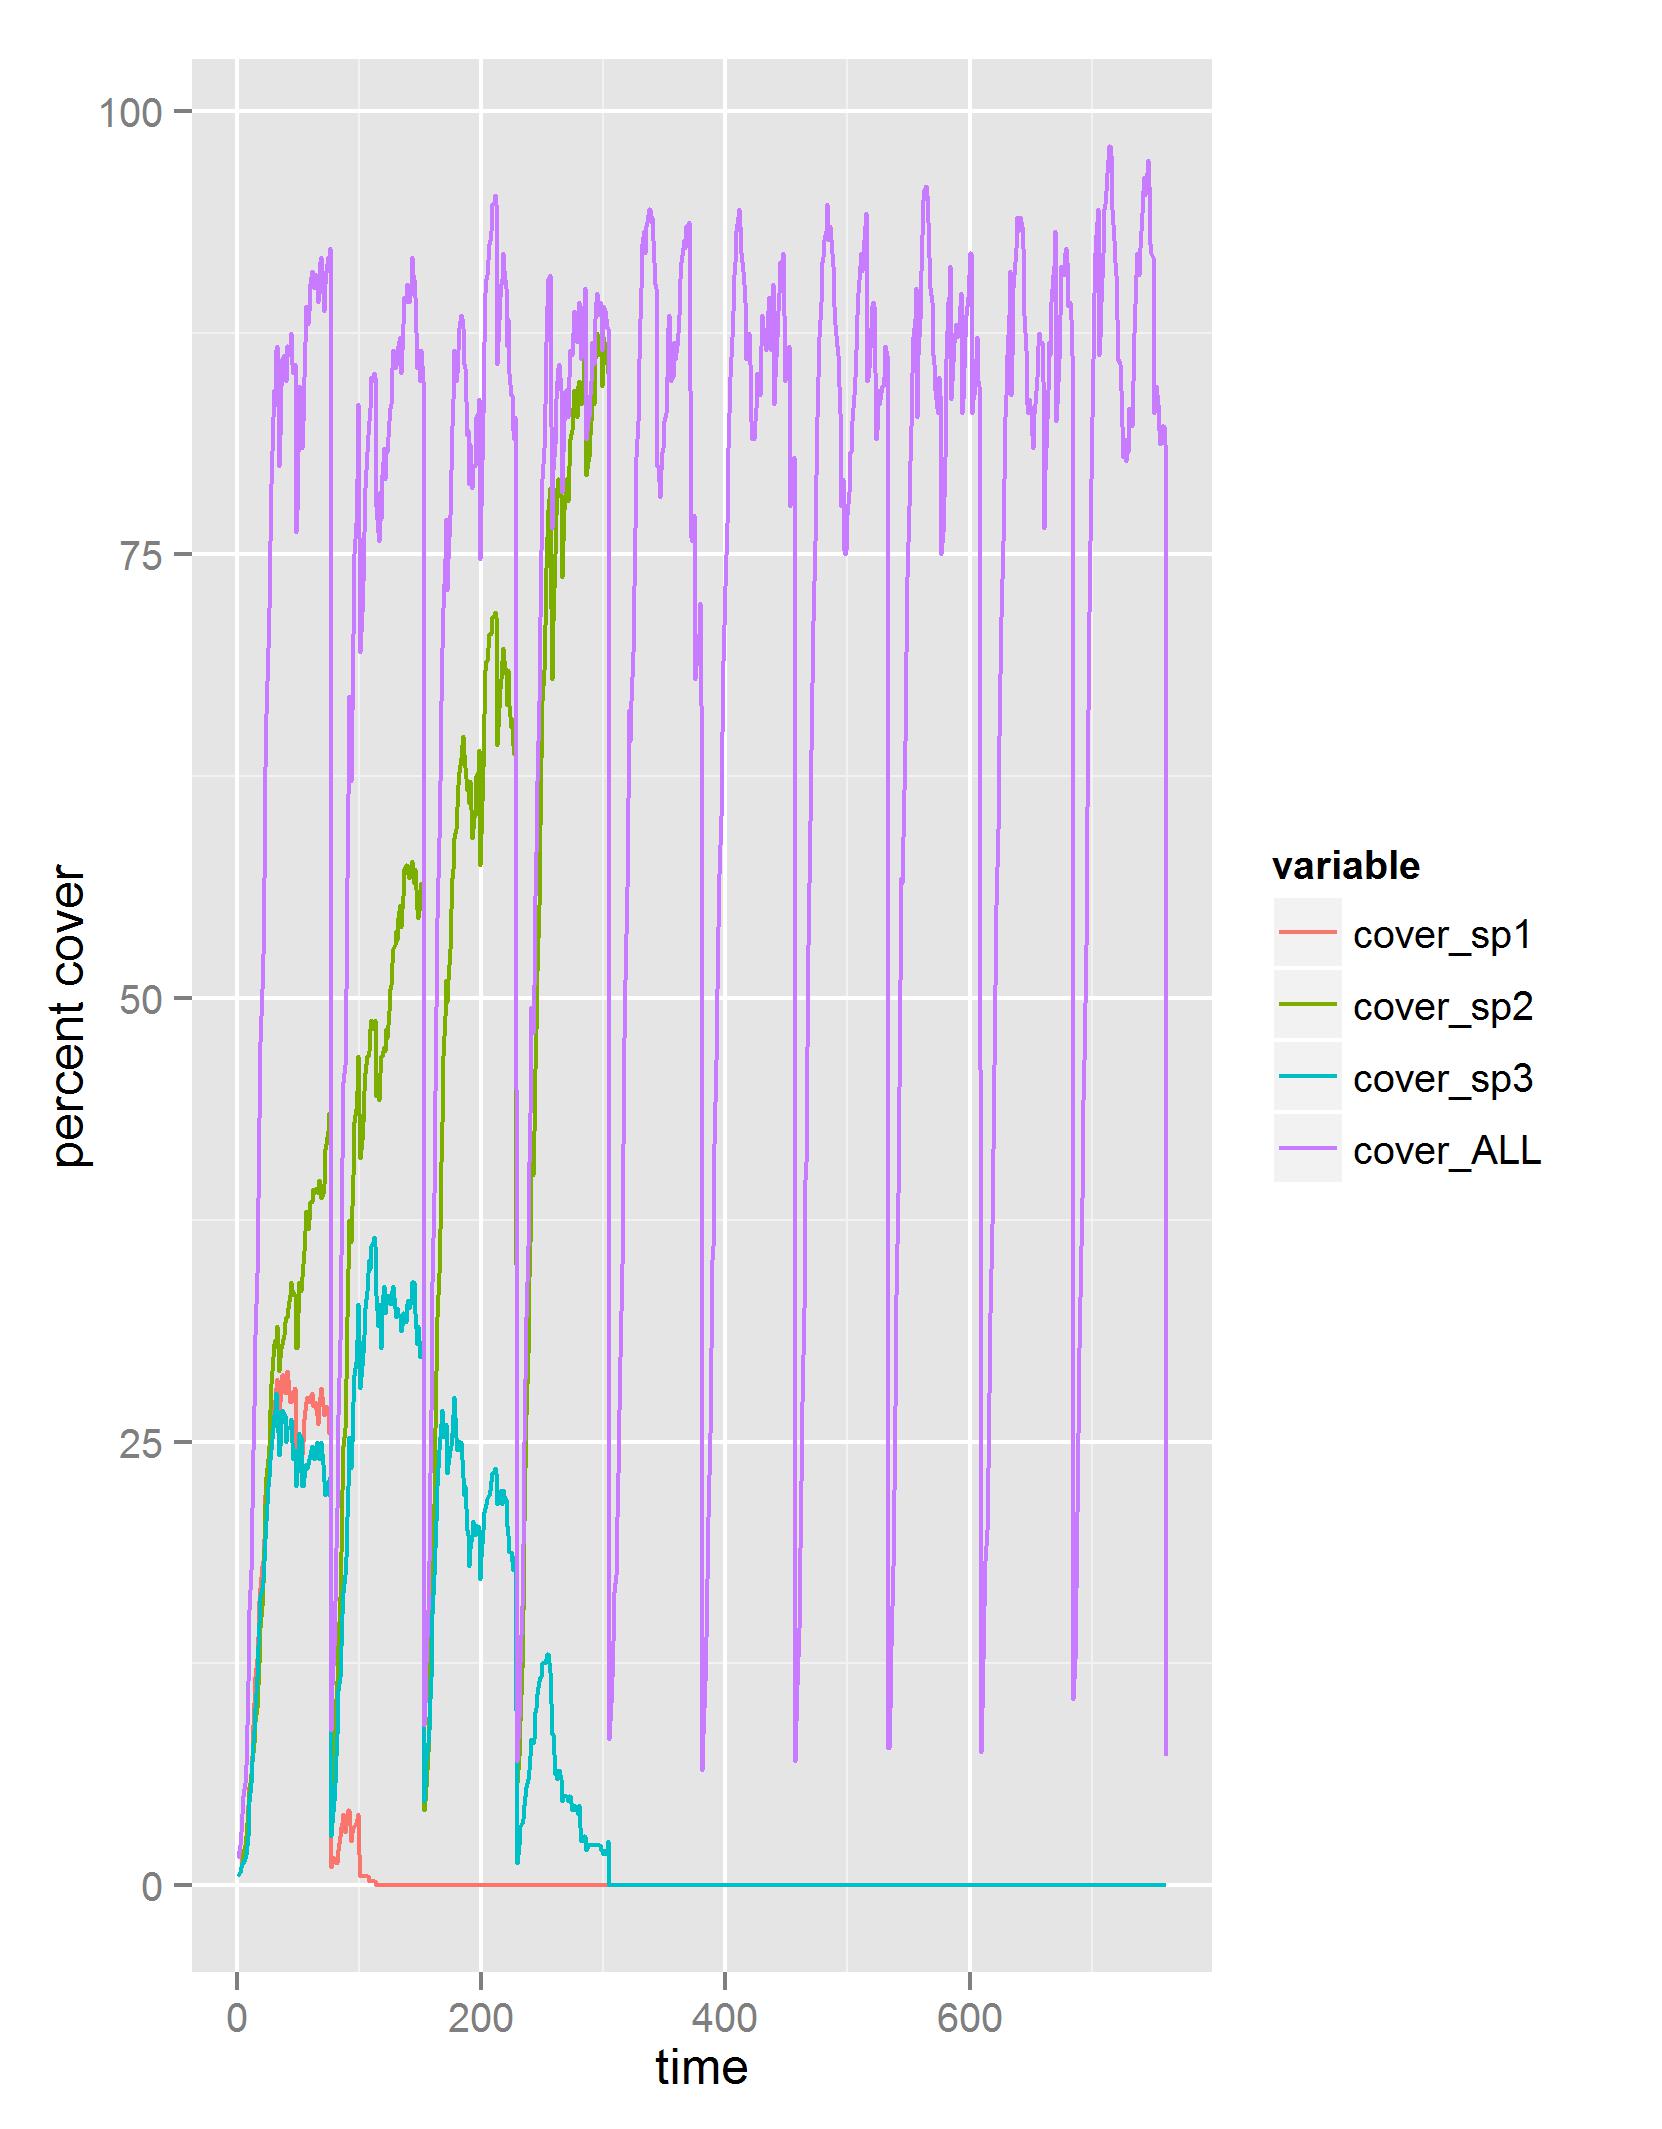 100
75
50
25
0
percent cover
0 200 400 600
time
variable
cover_sp1
cover_sp2
cover_sp3
cover_ALL